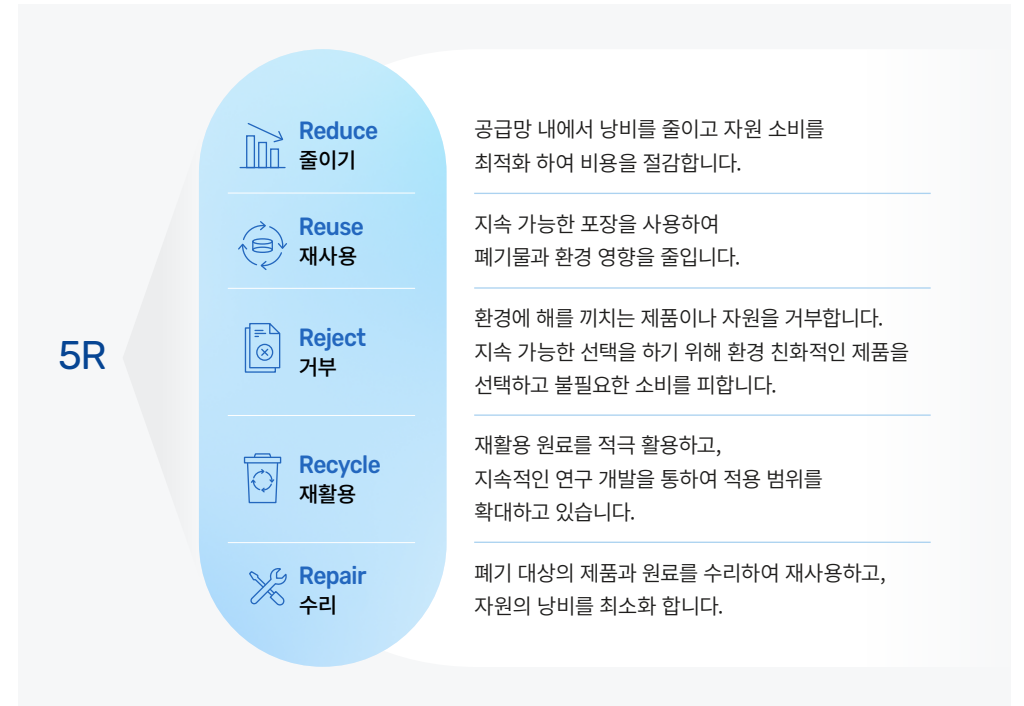 5R
Reduce
줄이기
공급망 내에서 낭비를 줄이고 자원 소비를
최적화 하여 비용을 절감합니다.
Reuse
재사용
지속 가능한 포장을 사용하여
폐기물과 환경 영향을 줄입니다.
Reject
거부
환경에 해를 끼치는 제품이나 자원을 거부합니다.
지속 가능한 선택을 하기 위해 환경 친화적인 제품을
선택하고 불필요한 소비를 피합니다.
Recycle
재활용
재활용 원료를 적극 활용하고,
지속적인 연구 개발을 통하여 적용 범위를
확대하고 있습니다.
Repair
수리
폐기 대상의 제품과 원료를 수리하여 재사용하고,
자원의 낭비를 최소화 합니다.